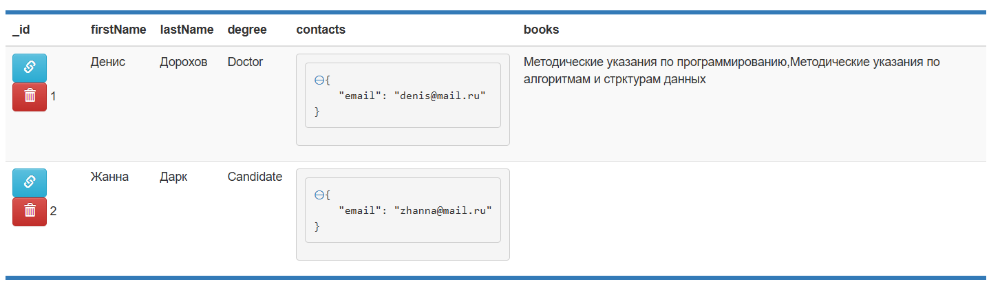 _id firstName lastName degree contacts books
Денис Дорохов Doctor Методические указания по программированию,Методические указания по
алгоритмам и стрктурам данных
{
"email": "denis@mail.ru"
1
}
Жанна Дарк Candidate
{
"email": "zhanna@mail.ru"
2
}